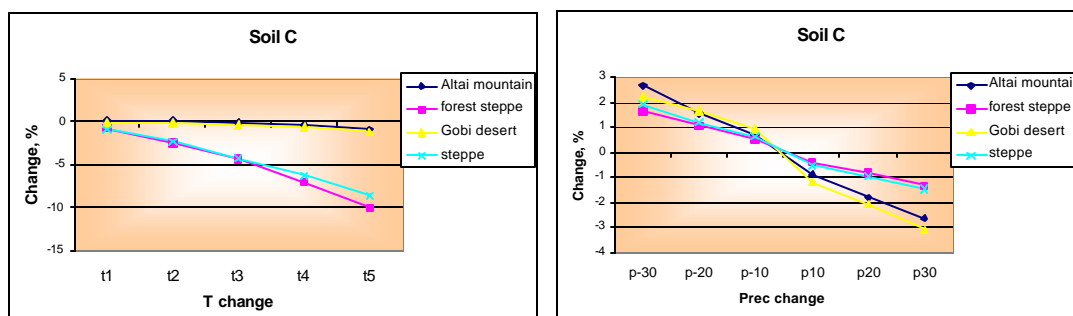 Soil C
5
0
-5
-10
-15
Change, %
t1 t2 t3 t4 t5
T change
Altai mountain
forest steppe
Gobi desert
steppe
Soil C
3
2
1
0
-1
-2
-3
-4
Change, %
p-30 p-20 p-10 p10 p20 p30
Prec change
Altai mountain
forest steppe
Gobi desert
steppe